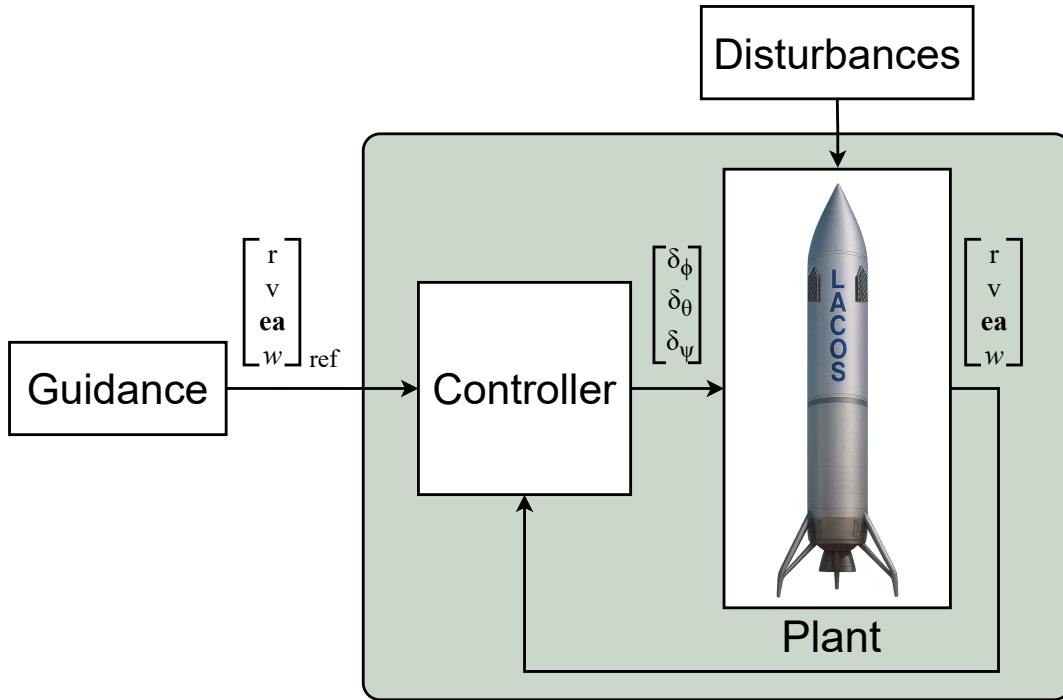 Disturbances
r
v
ea
w
ref
Guidance
Controller
δϕ
δθ
δψ
LACOS
r
v
ea
w
Plant